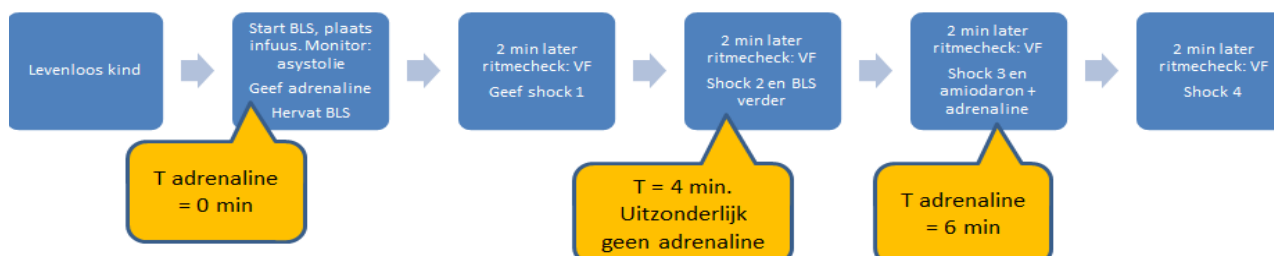 Levenloos kind
Start BLS, plaats
infuus. Monitor:
asystolie
Geef adrenaline
Hervat BLS
2 min later
ritmecheck: VF
Geef shock 1
2 min later
ritmecheck: VF
Shock 2 en BLS
verder
2 min later
ritmecheck: VF
Shock 3 en
amiodaron +
adrenaline
2 min later
ritmecheck: VF
Shock 4
T adrenaline
= 0 min
T = 4 min.
Uitzonderlijk
geen adrenaline
T adrenaline
= 6 min